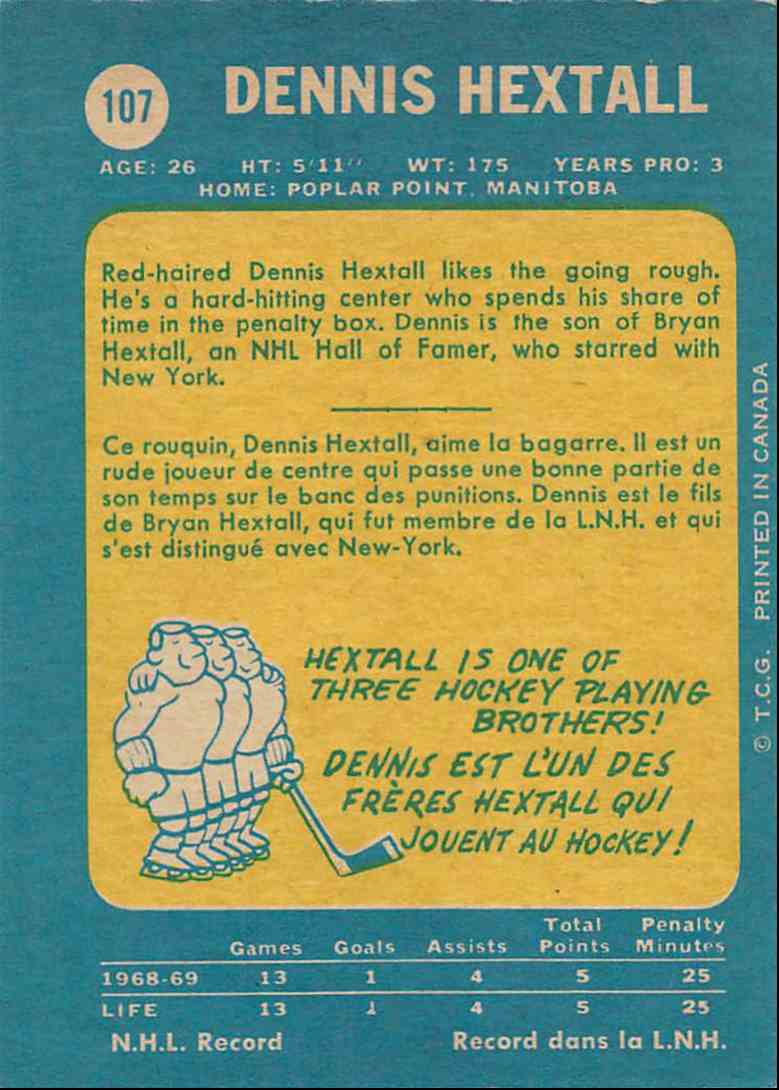 107
DENNIS HEXTALL
AGE: 26 HT: 5'11'' WT: 175 YEARS PRO: 3
HOME: POPLAR POINT, MANITOBA
Red-haired Dennis Hextall likes the going rough.
He's a hard-hitting center who spends his share of
time in the penalty box. Dennis is the son of Bryan
Hextall, an NHL Hall of Famer, who starred with
New York.
Ce rouquin, Dennis Hextall, aime la bagarre. Il est un
rude joueur de centre qui passe une bonne partie de
son temps sur le banc des punitions. Dennis est le fils
de Bryan Hextall, qui fut membre de la L.N.H. et qui
s'est distingué avec New-York.
HEXTALL IS ONE OF
THREE HOCKEY PLAYING
BROTHERS!
DENNIS EST L'UN DES
FRÈRES HEXTALL QUI
JOUENT AU HOCKEY!
Games Goals Assists Total Points Penalty Minutes
1968-69 13 1 4 5 25
LIFE 13 1 4 5 25
N.H.L. Record Record dans la L.N.H.
© T.C.G. PRINTED IN CANADA